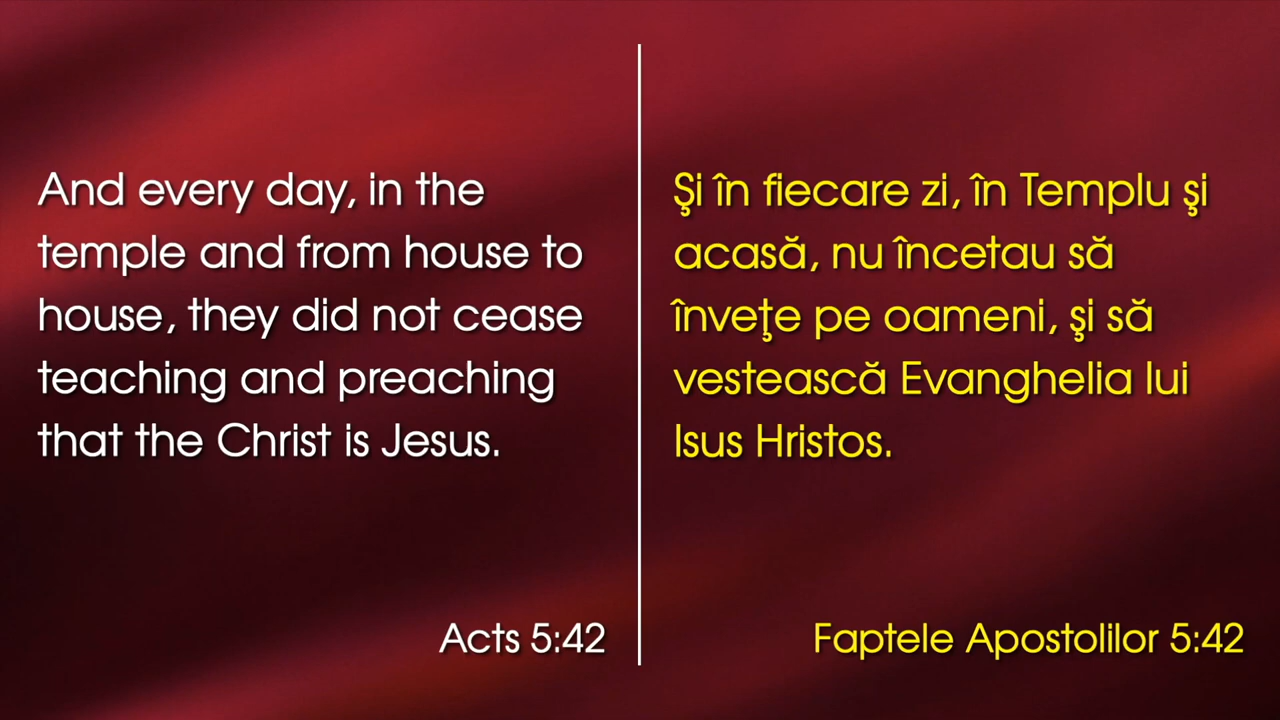 And every day, in the
temple and from house to
house, they did not cease
teaching and preaching
that the Christ is Jesus.
Acts 5:42
Şi în fiecare zi, în Templu şi
acasă, nu încetau să
înveţe pe oameni, şi să
vestească Evanghelia lui
Isus Hristos.
Faptele Apostolilor 5:42